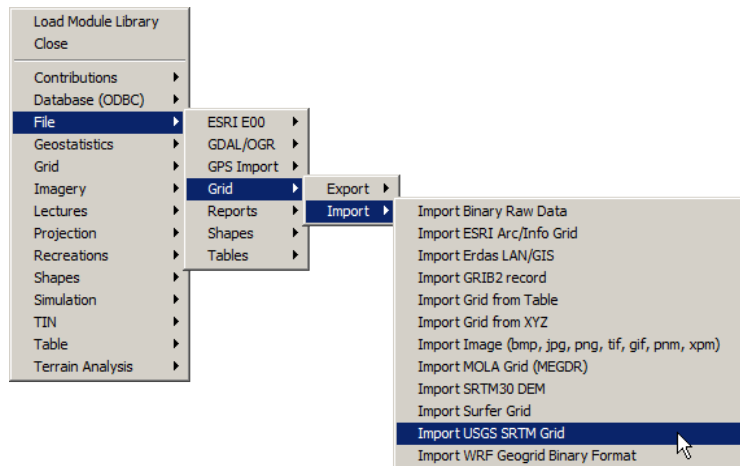 Load Module Library
Close
Contributions
Database (ODBC)
File
Geostatistics
Grid
Imagery
Lectures
Projection
Recreations
Shapes
Simulation
TIN
Table
Terrain Analysis
ESRI E00
GDAL/OGR
GPS Import
Grid
Reports
Shapes
Tables
Export
Import
Import Binary Raw Data
Import ESRI Arc/Info Grid
Import Erdas LAN/GIS
Import GRIB2 record
Import Grid from Table
Import Grid from XYZ
Import Image (bmp, jpg, png, tif, gif, pnm, xpm)
Import MOLA Grid (MEGDR)
Import SRTM30 DEM
Import Surfer Grid
Import USGS SRTM Grid
Import WRF Geogrid Binary Format